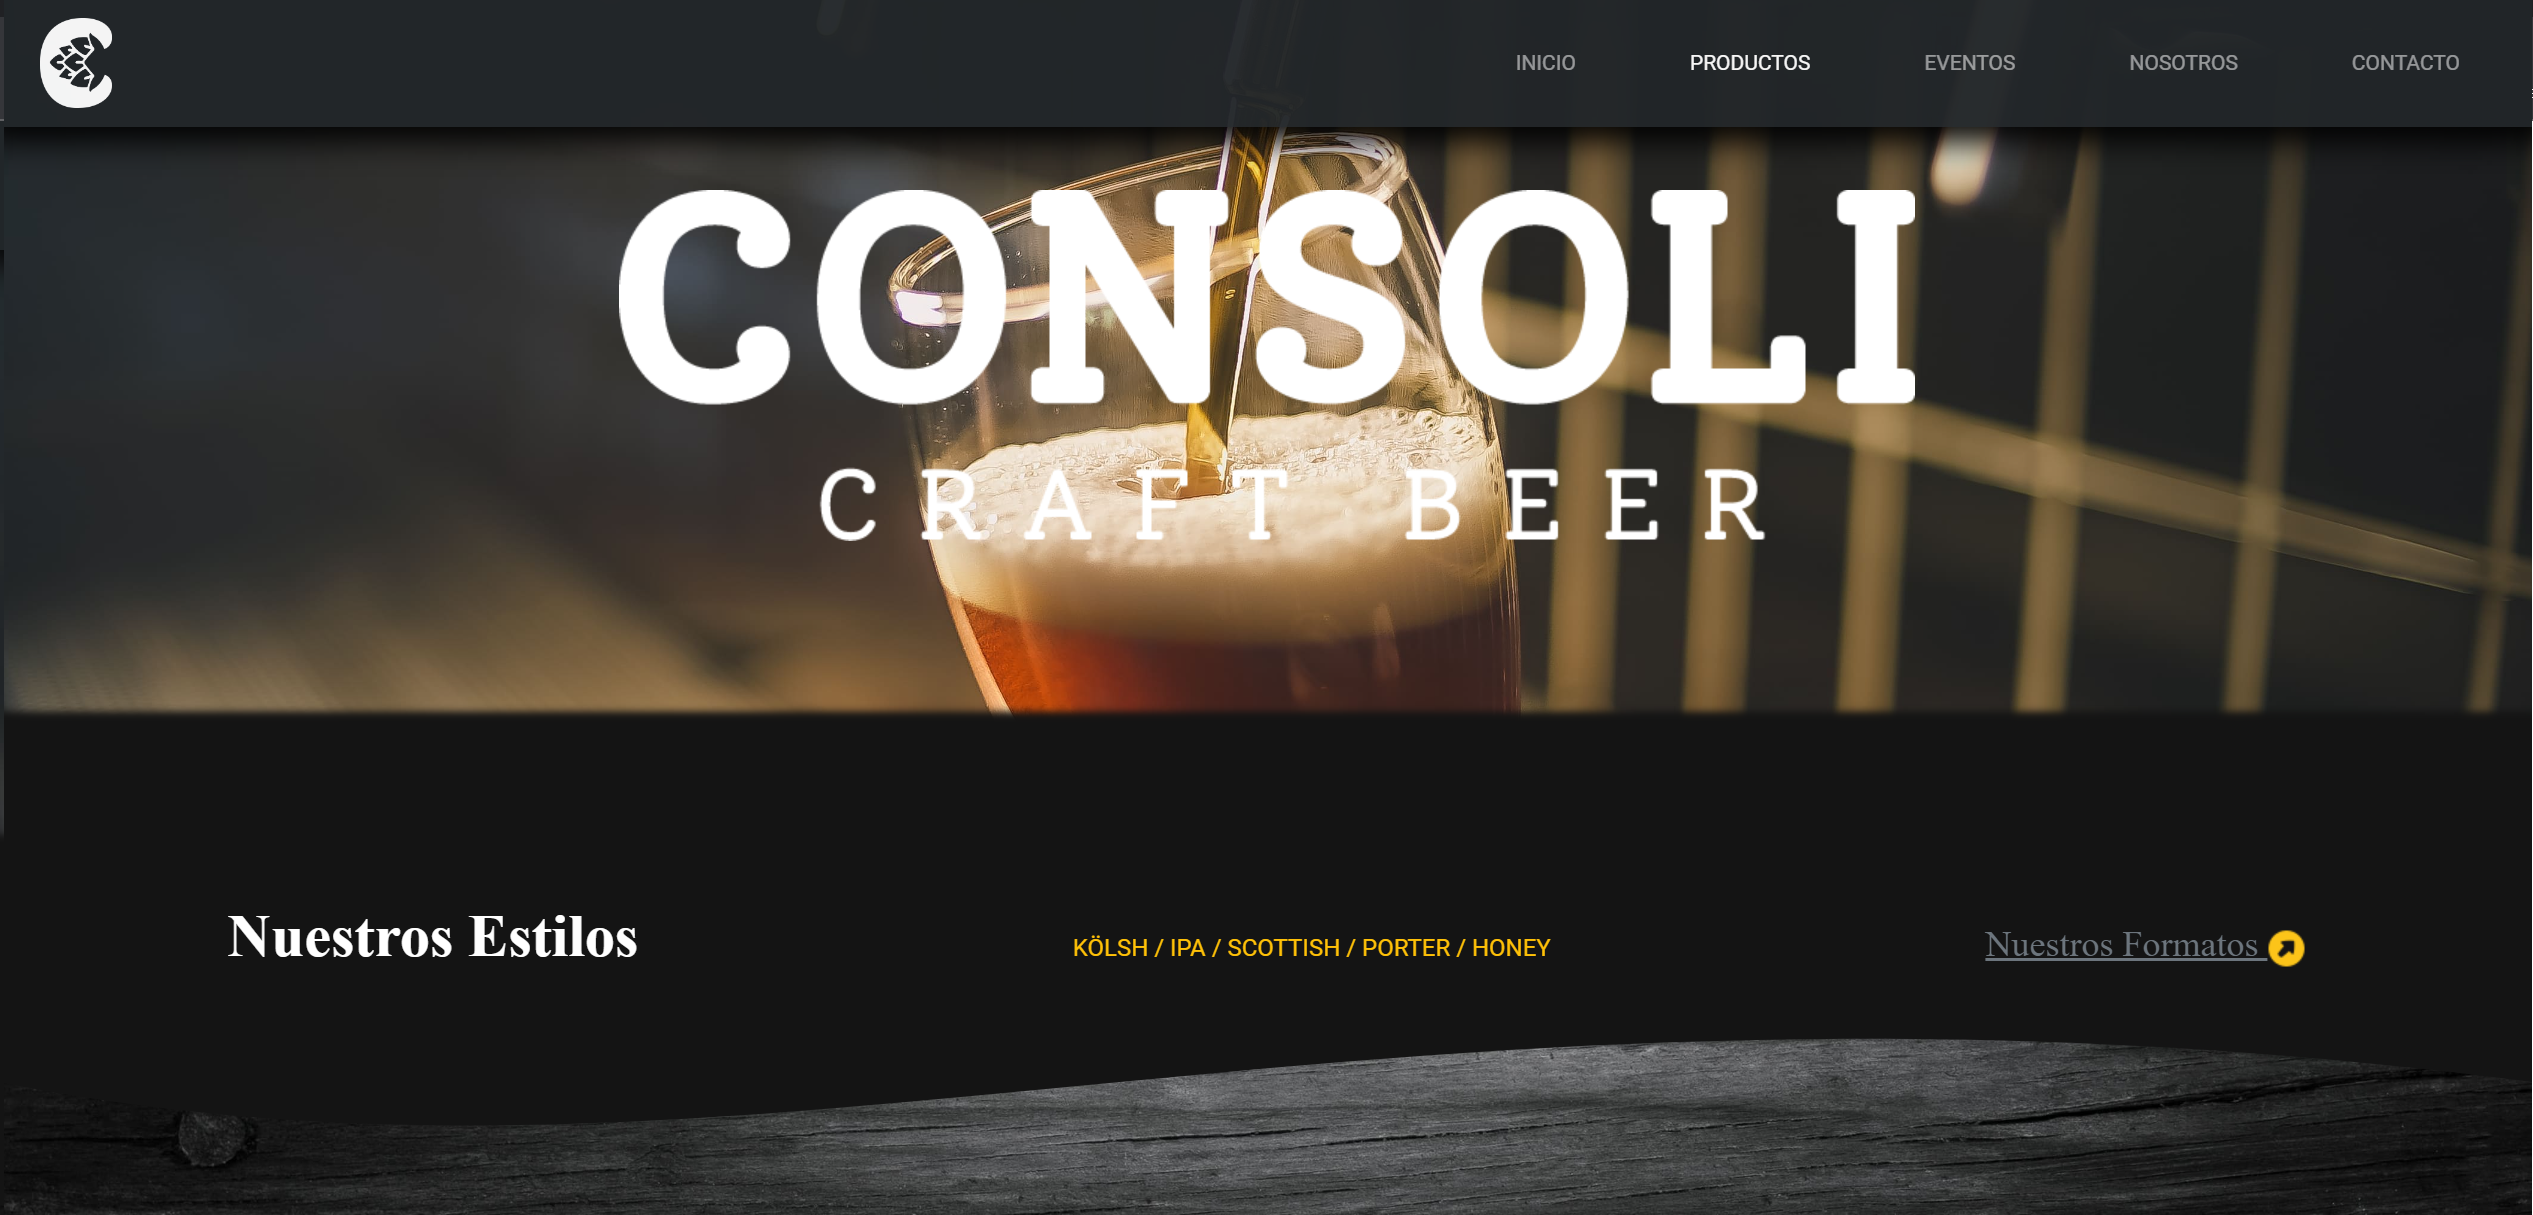 INICIO PRODUCTOS EVENTOS NOSOTROS CONTACTO
CONSOLI
CRAFT BEER
Nuestros Estilos
KÖLSH / IPA / SCOTTISH / PORTER / HONEY
Nuestros Formatos